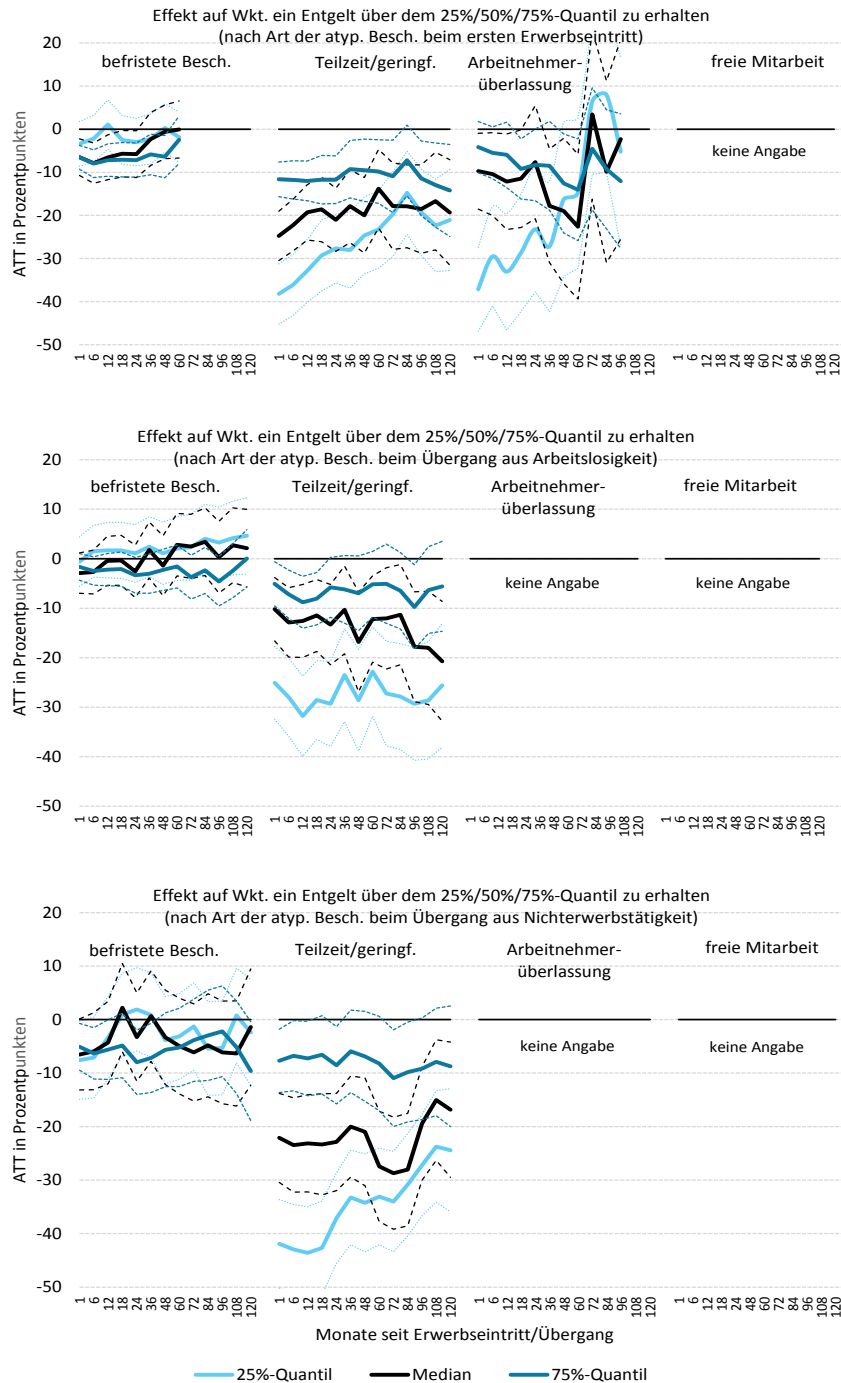 Effekt auf Wkt. ein Entgelt über dem 25%/50%/75%-Quantil zu erhalten
(nach Art der atyp. Besch. beim ersten Erwerbseintritt)
befristete Besch.
Teilzeit/geringf.
Arbeitnehmer-
überlassung
freie Mitarbeit
keine Angabe
ATT in Prozentpunkten
20
10
0
-10
-20
-30
-40
-50
1 6 12 18 24 36 48 60 72 84 96 108 120
1 6 12 18 24 36 48 60 72 84 96 108 120
1 6 12 18 24 36 48 60 72 84 96 108 120
1 6 12 18 24 36 48 60 72 84 96 108 120
Effekt auf Wkt. ein Entgelt über dem 25%/50%/75%-Quantil zu erhalten
(nach Art der atyp. Besch. beim Übergang aus Arbeitslosigkeit)
befristete Besch.
Teilzeit/geringf.
Arbeitnehmer-
überlassung
freie Mitarbeit
keine Angabe
keine Angabe
ATT in Prozentpunkten
20
10
0
-10
-20
-30
-40
-50
1 6 12 18 24 36 48 60 72 84 96 108 120
1 6 12 18 24 36 48 60 72 84 96 108 120
1 6 12 18 24 36 48 60 72 84 96 108 120
1 6 12 18 24 36 48 60 72 84 96 108 120
Effekt auf Wkt. ein Entgelt über dem 25%/50%/75%-Quantil zu erhalten
(nach Art der atyp. Besch. beim Übergang aus Nichterwerbstätigkeit)
befristete Besch.
Teilzeit/geringf.
Arbeitnehmer-
überlassung
freie Mitarbeit
keine Angabe
keine Angabe
ATT in Prozentpunkten
20
10
0
-10
-20
-30
-40
-50
1 6 12 18 24 36 48 60 72 84 96 108 120
1 6 12 18 24 36 48 60 72 84 96 108 120
1 6 12 18 24 36 48 60 72 84 96 108 120
1 6 12 18 24 36 48 60 72 84 96 108 120
Monate seit Erwerbseintritt/Übergang
25%-Quantil
Median
75%-Quantil